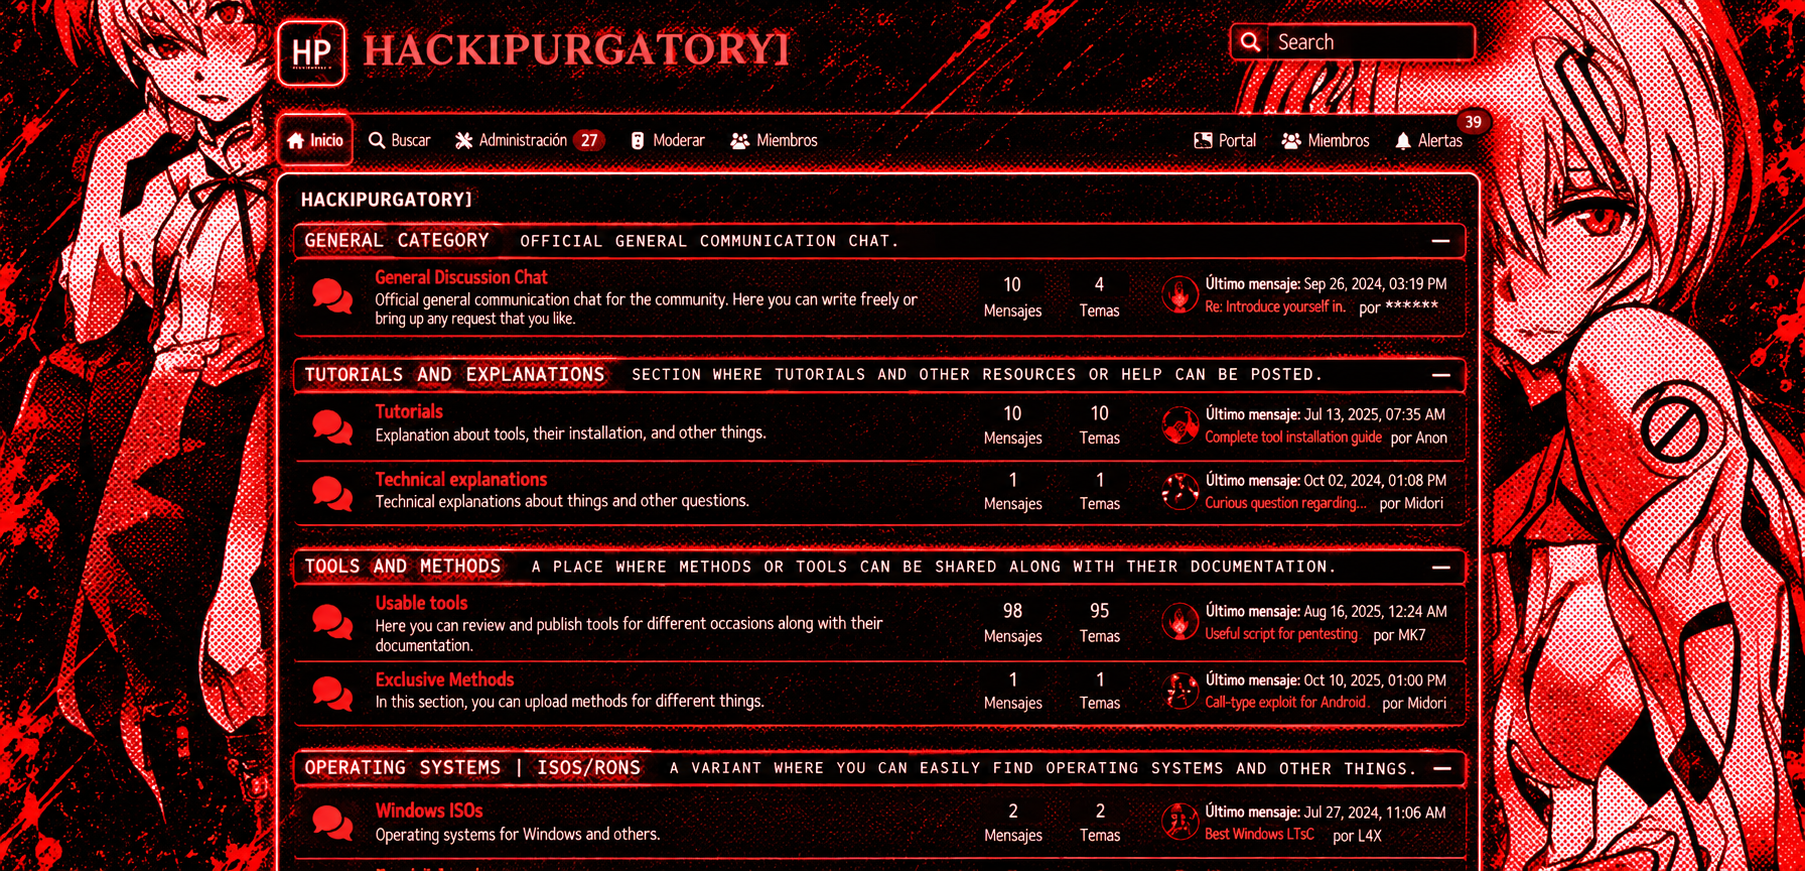 HP
HACKIPURGATORY]
Search
Inicio
Buscar
Administración 27
Moderar
Miembros
Portal
Miembros
Alertas 39
HACKIPURGATORY]
GENERAL CATEGORY OFFICIAL GENERAL COMMUNICATION CHAT.
General Discussion Chat
Official general communication chat for the community. Here you can write freely or
bring up any request that you like.
10 Mensajes
4 Temas
Último mensaje: Sep 26, 2024, 03:19 PM
Re: Introduce yourself in. por ******
TUTORIALS AND EXPLANATIONS SECTION WHERE TUTORIALS AND OTHER RESOURCES OR HELP CAN BE POSTED.
Tutorials
Explanation about tools, their installation, and other things.
10 Mensajes
10 Temas
Último mensaje: Jul 13, 2025, 07:35 AM
Complete tool installation guide por Anon
Technical explanations
Technical explanations about things and other questions.
1 Mensajes
1 Temas
Último mensaje: Oct 02, 2024, 01:08 PM
Curious question regarding... por Midori
TOOLS AND METHODS A PLACE WHERE METHODS OR TOOLS CAN BE SHARED ALONG WITH THEIR DOCUMENTATION.
Usable tools
Here you can review and publish tools for different occasions along with their
documentation.
98 Mensajes
95 Temas
Último mensaje: Aug 16, 2025, 12:24 AM
Useful script for pentesting por MK7
Exclusive Methods
In this section, you can upload methods for different things.
1 Mensajes
1 Temas
Último mensaje: Oct 10, 2025, 01:00 PM
Call-type exploit for Android. por Midori
OPERATING SYSTEMS | ISOS/RONS A VARIANT WHERE YOU CAN EASILY FIND OPERATING SYSTEMS AND OTHER THINGS.
Windows ISOs
Operating systems for Windows and others.
2 Mensajes
2 Temas
Último mensaje: Jul 27, 2024, 11:06 AM
Best Windows LTsC por L4X